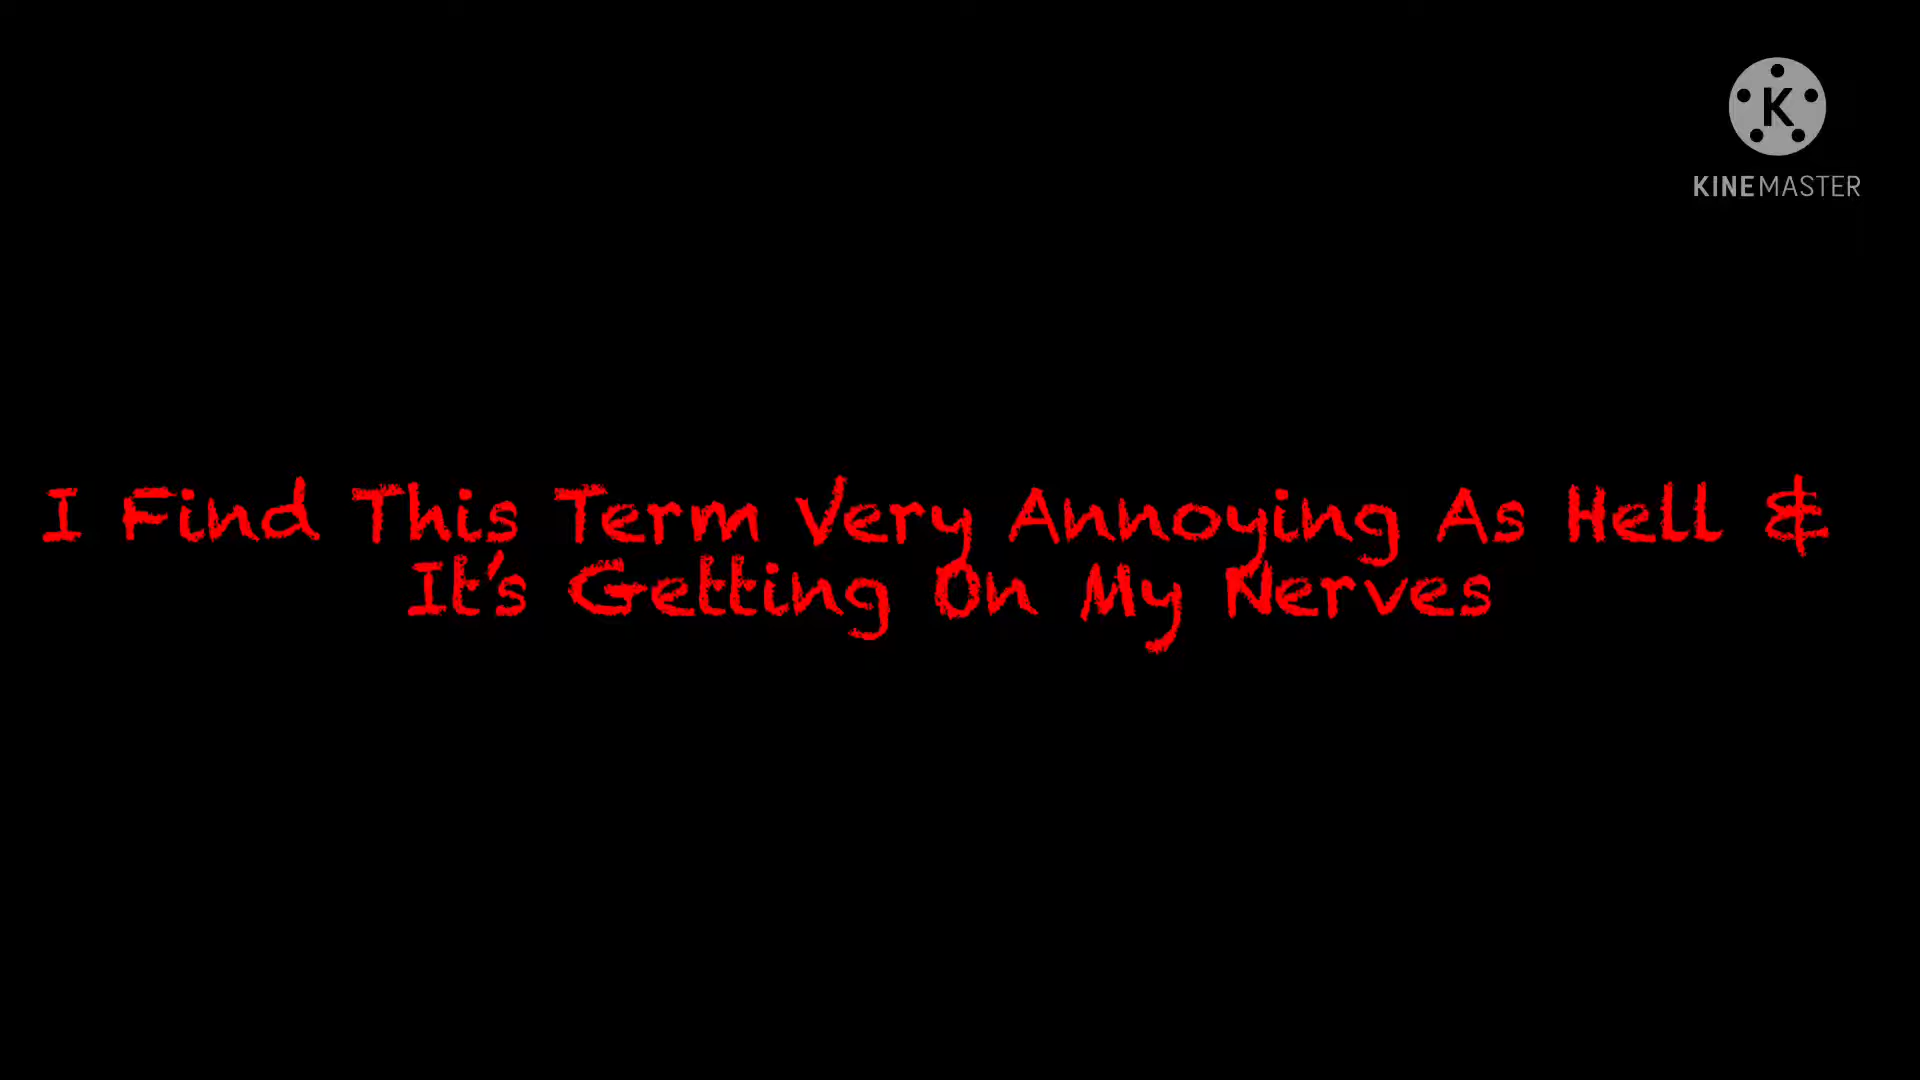 K
KINEMASTER
I Find This Term Very Annoying As Hell &
It's Getting On My Nerves